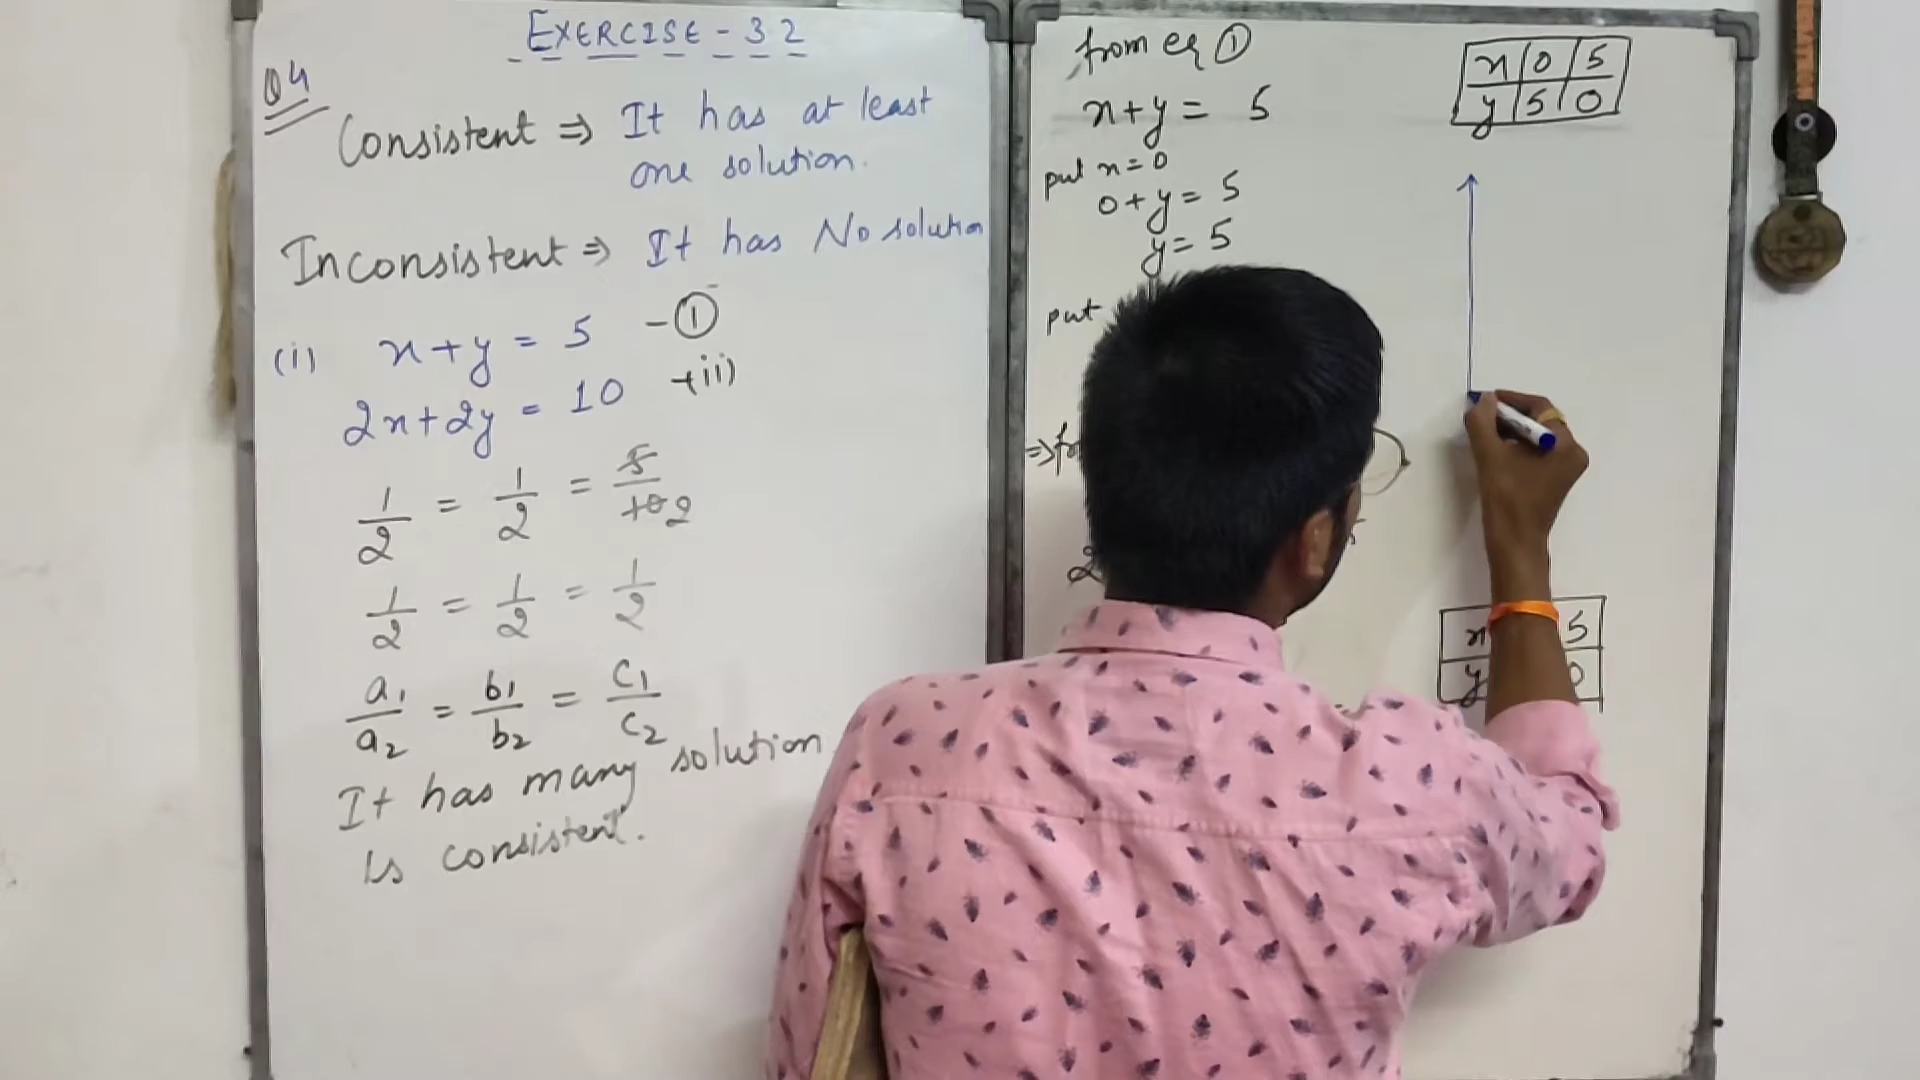 EXERCISE - 3 2
Q4
Consistent ⇒ It has at least
one solution.
Inconsistent ⇒ It has No solution
(i) x + y = 5 - ①
2x + 2y = 10 - (ii)
1/2 = 1/2 = 5/10 2
1/2 = 1/2 = 1/2
a1/a2 = b1/b2 = c1/c2
It has many solution
is consistent.
from eq ①
x + y = 5
put x = 0
0 + y = 5
y = 5
put
⇒
2
x | 0 | 5
y | 5 | 0
x 5
y 0